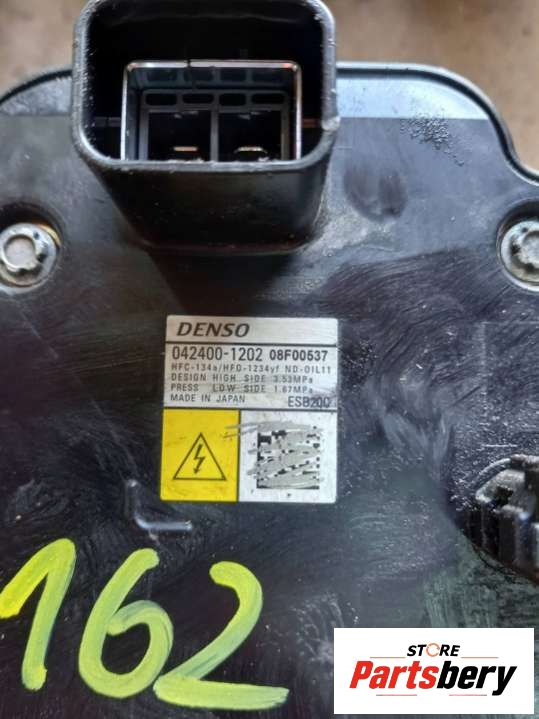 DENSO
042400-1202 08F00537
HFC-134a/HFO-1234yf ND-OIL11
DESIGN HIGH SIDE 3.53MPa
PRESS LOW SIDE 1.67MPa
MADE IN JAPAN ESB20D
162
STORE
Partsbery